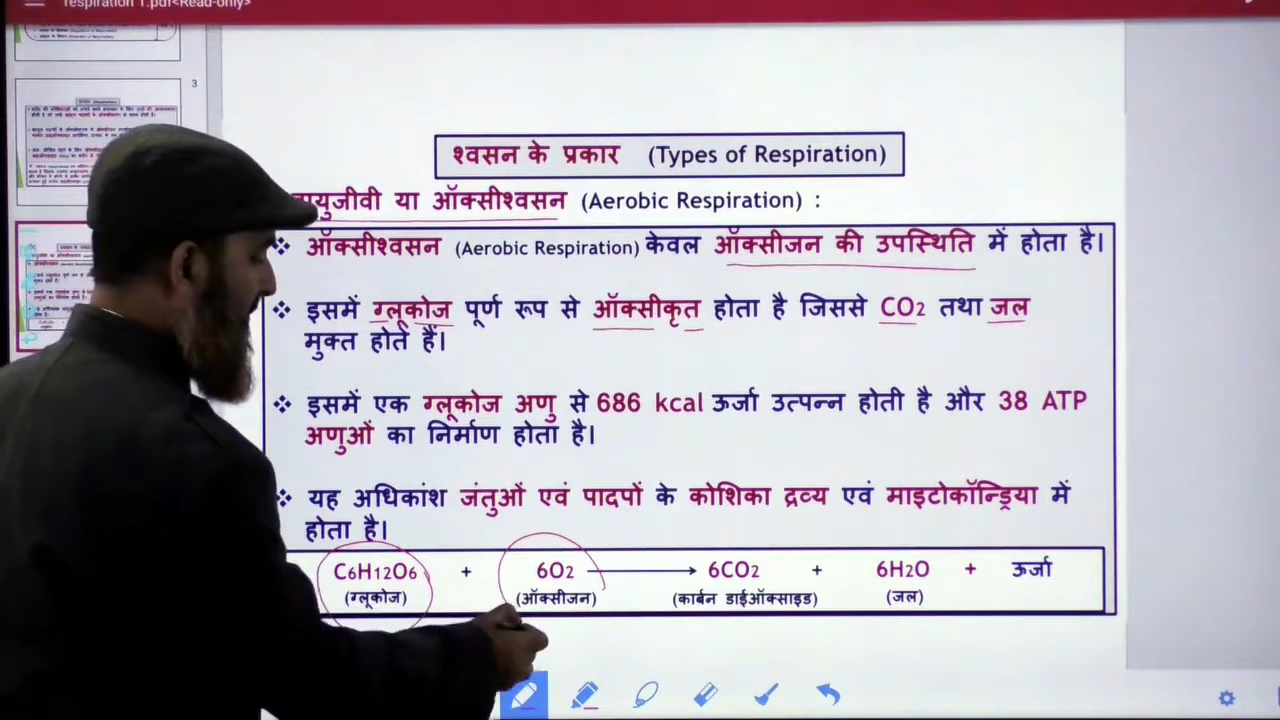 respiration 1.pdf<Read-only>
3
श्वसन के प्रकार (Types of Respiration)
वायुजीवी या ऑक्सीश्वसन (Aerobic Respiration) :
❖ ऑक्सीश्वसन (Aerobic Respiration) केवल ऑक्सीजन की उपस्थिति में होता है।
❖ इसमें ग्लूकोज पूर्ण रूप से ऑक्सीकृत होता है जिससे CO2 तथा जल
मुक्त होते हैं।
❖ इसमें एक ग्लूकोज अणु से 686 kcal ऊर्जा उत्पन्न होती है और 38 ATP
अणुओं का निर्माण होता है।
❖ यह अधिकांश जंतुओं एवं पादपों के कोशिका द्रव्य एवं माइटोकॉन्ड्रिया में
होता है।
C6H12O6 + 6O2 → 6CO2 + 6H2O + ऊर्जा
(ग्लूकोज) (ऑक्सीजन) (कार्बन डाईऑक्साइड) (जल)